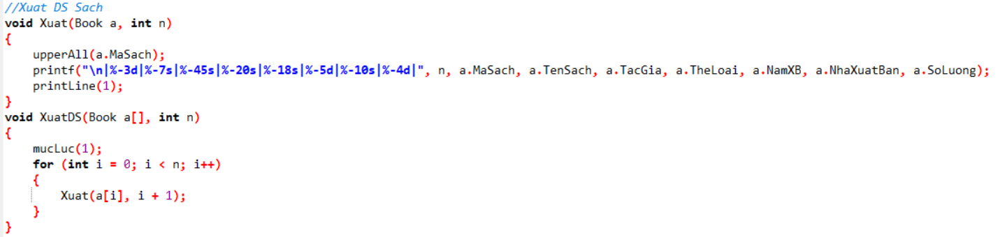 //Xuat DS Sach
void Xuat(Book a, int n)
{
    upperAll(a.MaSach);
    printf("\n|%-3d|%-7s|%-45s|%-20s|%-18s|%-5d|%-10s|%-4d|", n, a.MaSach, a.TenSach, a.TacGia, a.TheLoai, a.NamXB, a.NhaXuatBan, a.SoLuong);
    printLine(1);
}
void XuatDS(Book a[], int n)
{
    mucLuc(1);
    for (int i = 0; i < n; i++)
    {
        Xuat(a[i], i + 1);
    }
}